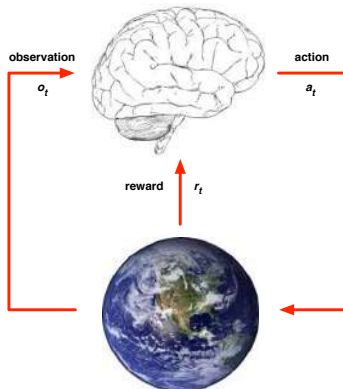 observation
o_t
action
a_t
reward r_t